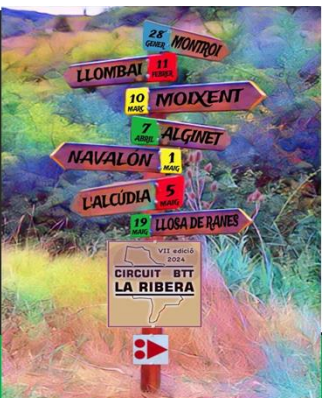 28 GENER MONTROI
LLOMBAI 11 FEBRER
10 MARÇ MOIXENT
7 ABRIL ALGINET
NAVALÓN 1 MAIG
L'ALCÚDIA 5 MAIG
19 MAIG LLOSA DE RANES
VII edició
2024
CIRCUIT BTT
LA RIBERA